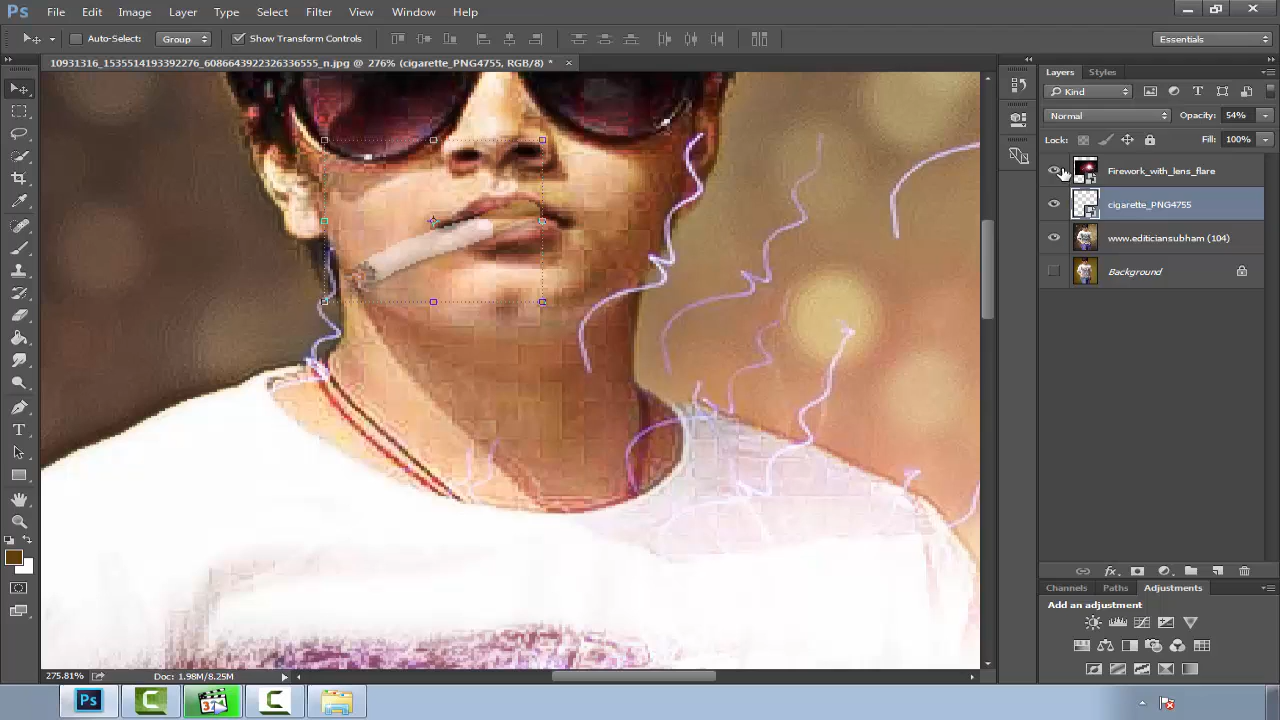 Ps File Edit Image Layer Type Select Filter View Window Help
Auto-Select: Group Show Transform Controls Essentials
10931316_1535514193392276_6086643922326336555_n.jpg @ 276% (cigarette_PNG4755, RGB/8) *
Layers Styles
Kind
Normal Opacity: 54%
Lock: Fill: 100%
Firework_with_lens_flare
cigarette_PNG4755
www.editiciansubham (104)
Background
Channels Paths Adjustments
Add an adjustment
275.81% Doc: 1.98M/8.25M
Ps